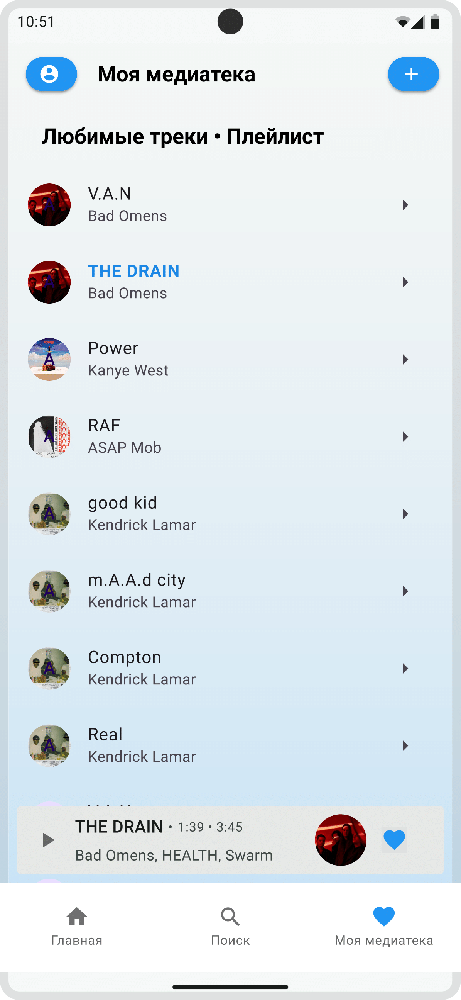 10:51
Моя медиатека
Любимые треки • Плейлист
A
V.A.N
Bad Omens
A
THE DRAIN
Bad Omens
POWER
A
Power
Kanye West
A
RAF
ASAP Mob
A
good kid
Kendrick Lamar
A
m.A.A.d city
Kendrick Lamar
A
Compton
Kendrick Lamar
A
Real
Kendrick Lamar
THE DRAIN • 1:39 • 3:45
Bad Omens, HEALTH, Swarm
Главная
Поиск
Моя медиатека